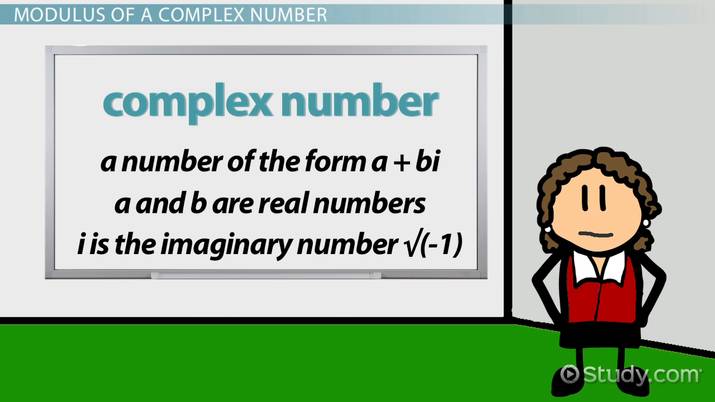 MODULUS OF A COMPLEX NUMBER
complex number
a number of the form a + bi
a and b are real numbers
i is the imaginary number √(-1)
Study.com